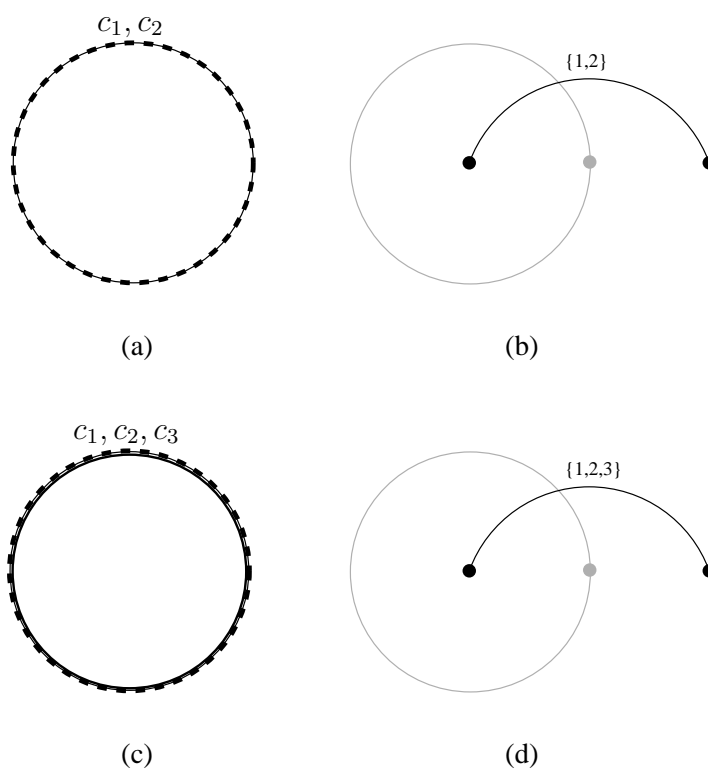 c₁, c₂
{1,2}
(a)
(b)
c₁, c₂, c₃
{1,2,3}
(c)
(d)